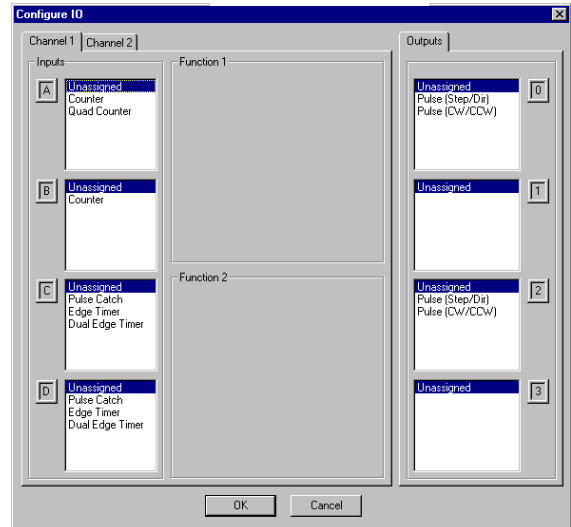 Configure IO
Channel 1 Channel 2
Outputs
Inputs
Function 1
A
Unassigned
Counter
Quad Counter
B
Unassigned
Counter
C
Unassigned
Pulse Catch
Edge Timer
Dual Edge Timer
D
Unassigned
Pulse Catch
Edge Timer
Dual Edge Timer
Function 2
Unassigned
Pulse (Step/Dir)
Pulse (CW/CCW)
0
Unassigned
1
Unassigned
Pulse (Step/Dir)
Pulse (CW/CCW)
2
Unassigned
3
OK Cancel